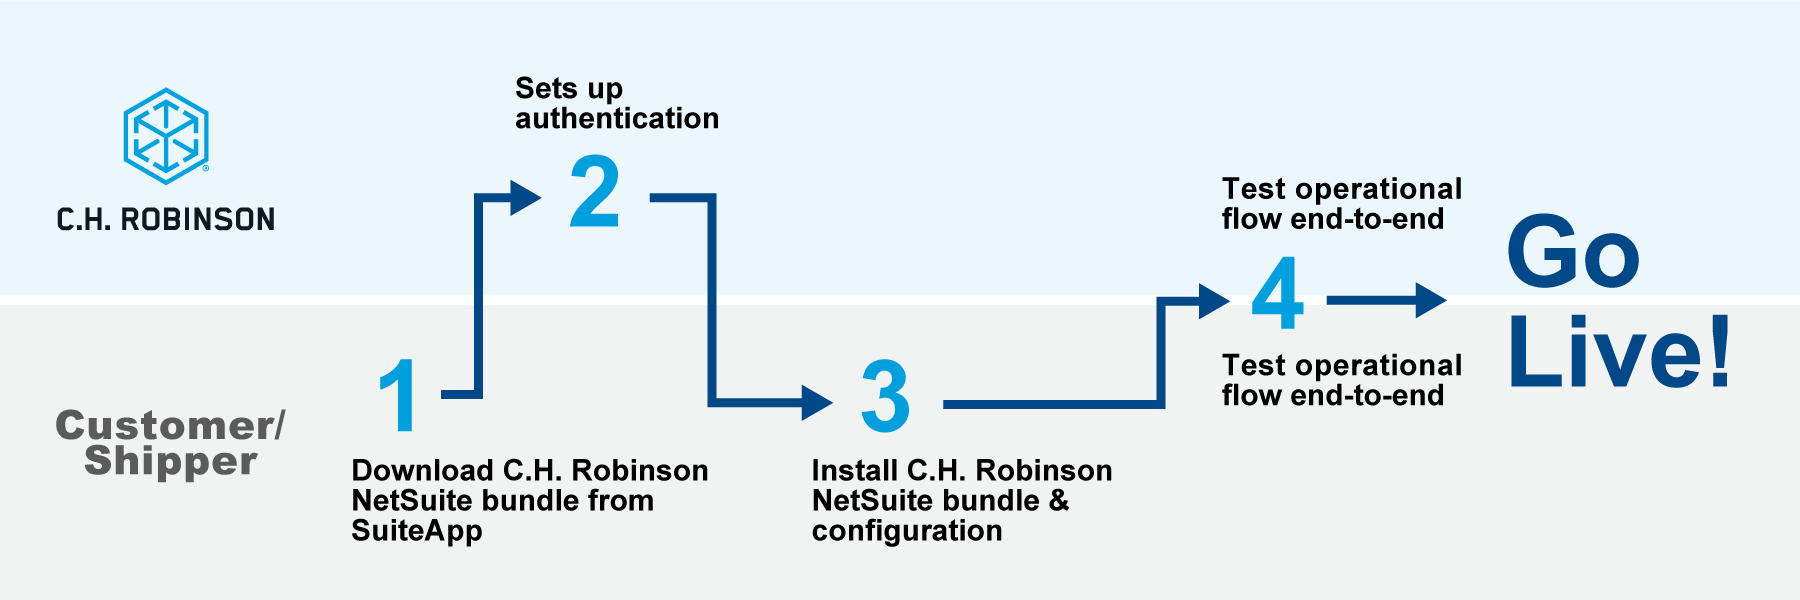 C.H. ROBINSON
Sets up
authentication
2
Test operational
flow end-to-end
4
Test operational
flow end-to-end
Go
Live!
Customer/
Shipper
1
Download C.H. Robinson
NetSuite bundle from
SuiteApp
3
Install C.H. Robinson
NetSuite bundle &
configuration